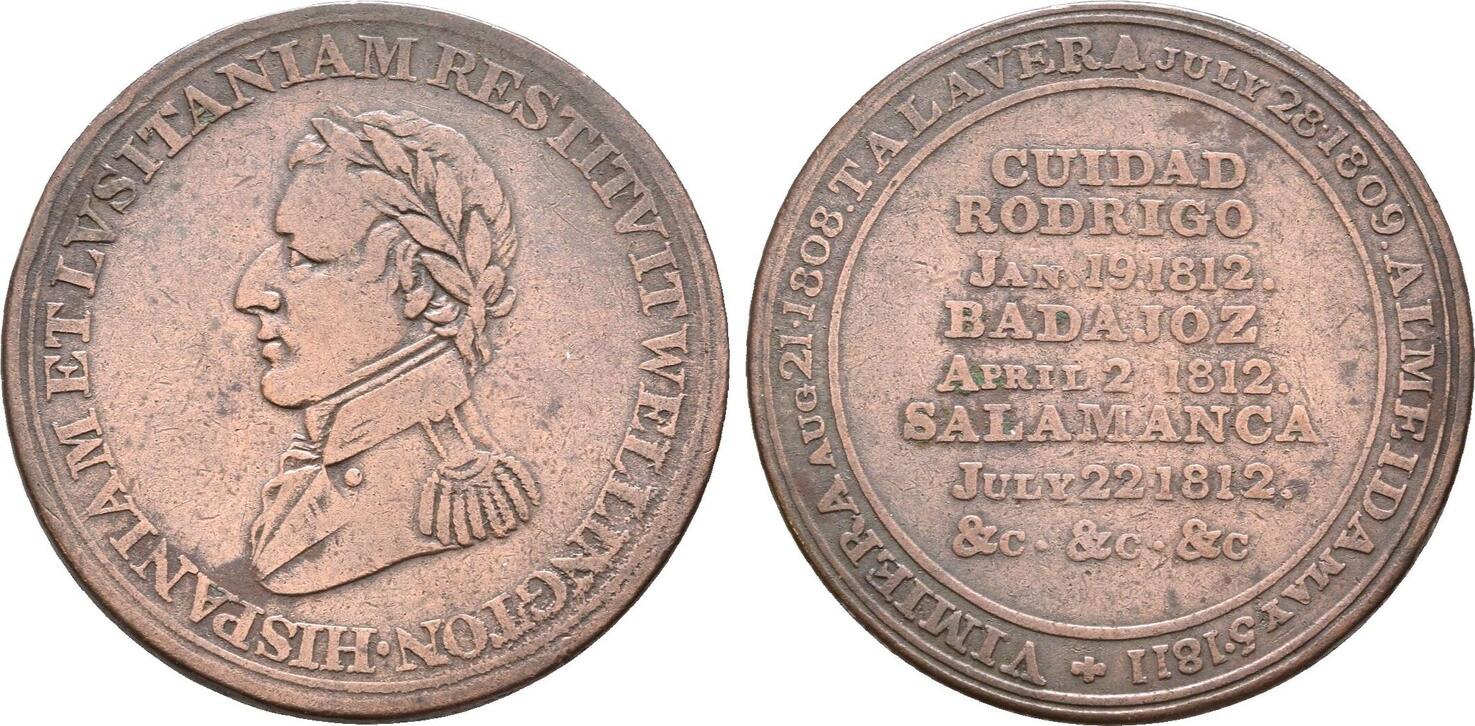 HISPANIAM ET LVSITANIAM RESTITVIT WELLINGTON ·
VIMIERA AUG 21·1808. TALAVERA JULY 28·1809. ALMEIDA MAY 5·1811
CUIDAD
RODRIGO
JAN. 19.1812.
BADAJOZ
APRIL 2 1812.
SALAMANCA
JULY 22 1812.
&C · &C · &C